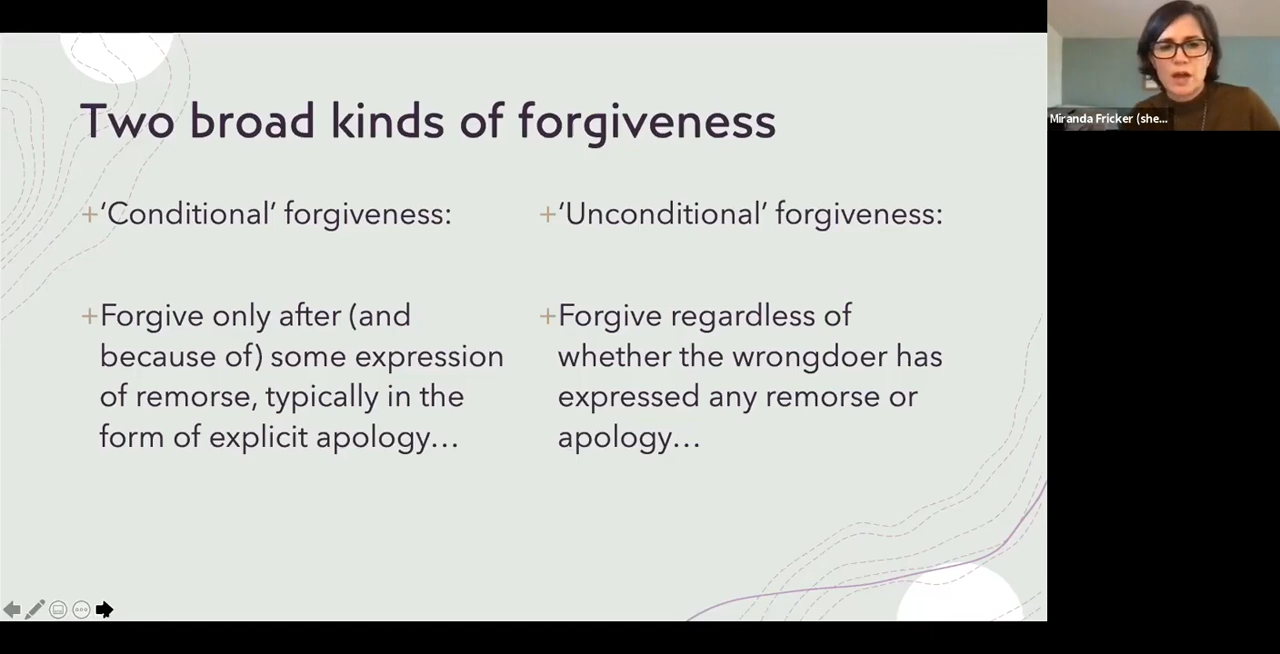 Two broad kinds of forgiveness
+‘Conditional’ forgiveness:
+Forgive only after (and
because of) some expression
of remorse, typically in the
form of explicit apology…
+‘Unconditional’ forgiveness:
+Forgive regardless of
whether the wrongdoer has
expressed any remorse or
apology…
Miranda Fricker (she...